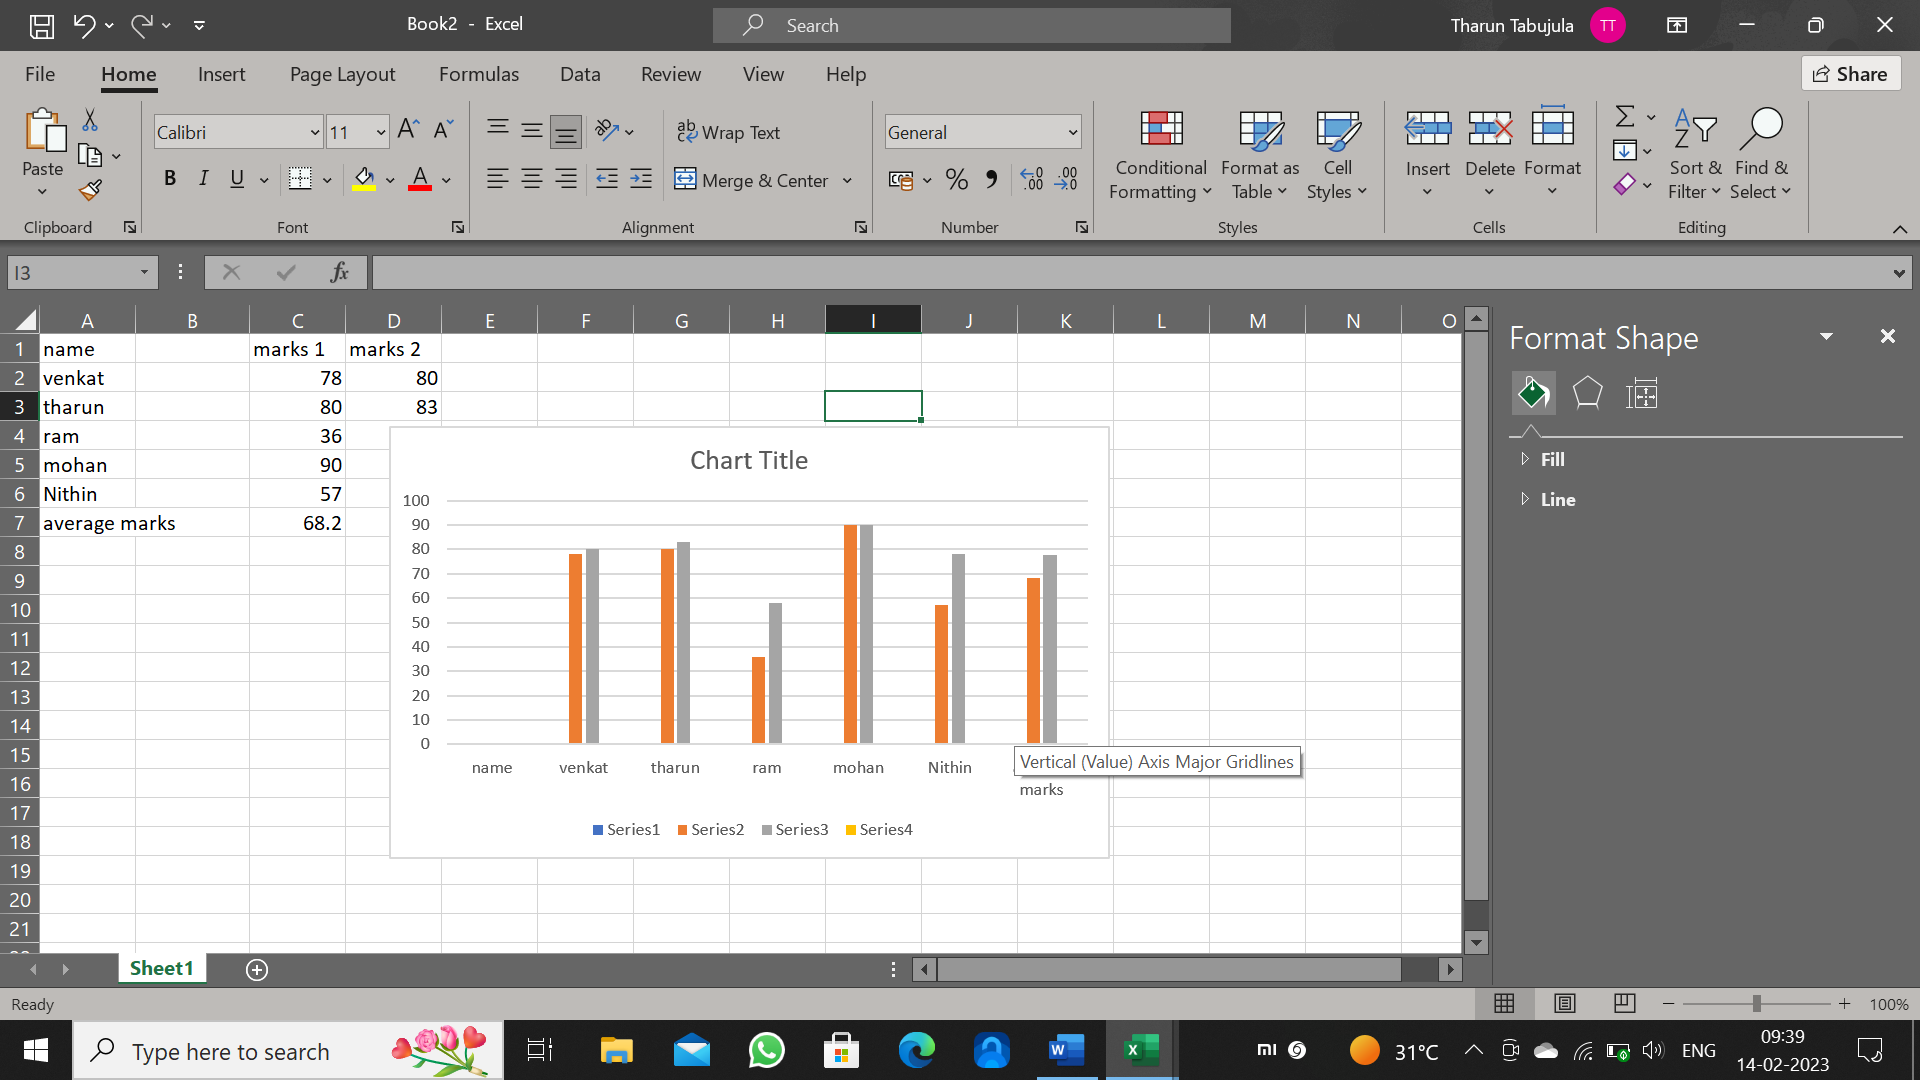 Book2 - Excel
Search
Tharun Tabujula
TT
File Home Insert Page Layout Formulas Data Review View Help
Share
Paste
Clipboard
Calibri 11
A A
B I U A
Font
ab Wrap Text
Merge & Center
Alignment
General
% , .00 .00
Number
Conditional Formatting
Format as Table
Cell Styles
Styles
Insert Delete Format
Cells
Sort & Filter
Find & Select
Editing
I3
fx
A B C D E F G H I J K L M N O
1 name marks 1 marks 2
2 venkat 78 80
3 tharun 80 83
4 ram 36
5 mohan 90
6 Nithin 57
7 average marks 68.2
8
9
10
11
12
13
14
15
16
17
18
19
20
21
Chart Title
100
90
80
70
60
50
40
30
20
10
0
name venkat tharun ram mohan Nithin
marks
Vertical (Value) Axis Major Gridlines
Series1 Series2 Series3 Series4
Format Shape
Fill
Line
Sheet1
Ready
100%
Type here to search
MI
31°C
ENG
09:39
14-02-2023